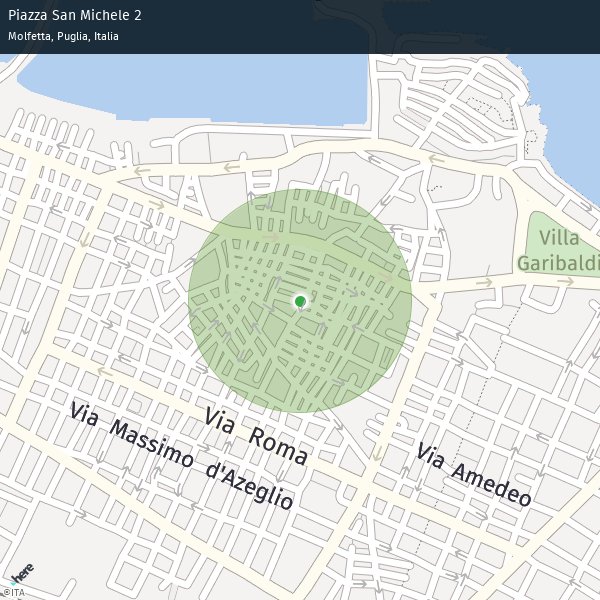 Piazza San Michele 2
Molfetta, Puglia, Italia
Villa
Garibaldi
Via Roma
Via Massimo d'Azeglio
Via Amedeo
here
©ITA